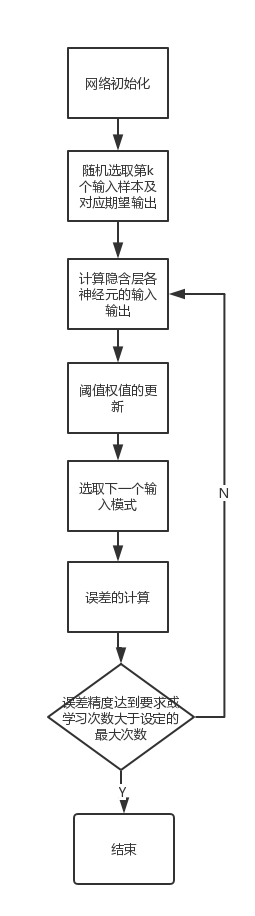 网络初始化
随机选取第k
个输入样本及
对应期望输出
计算隐含层各
神经元的输入
输出
阈值权值的更
新
选取下一个输
入模式
N
误差的计算
误差精度达到要求或
学习次数大于设定的
最大次数
Y
结束